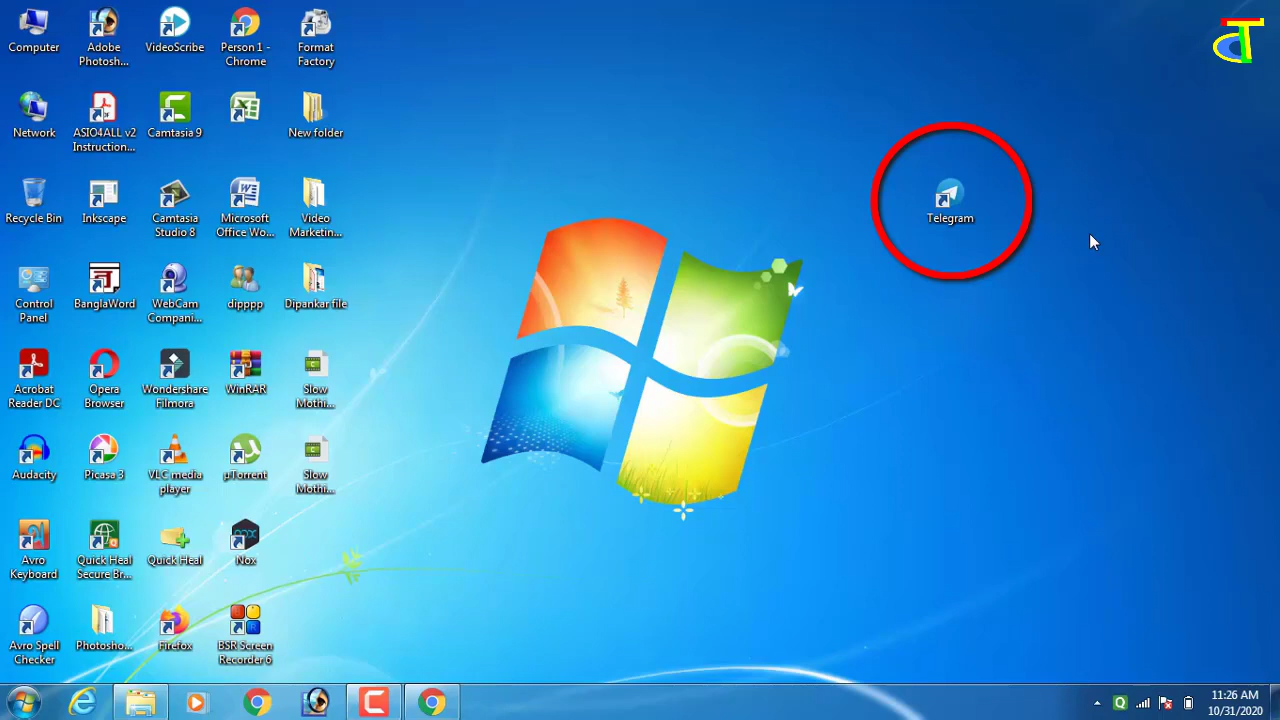 Computer
Adobe
Photosh...
VideoScribe
Person 1 -
Chrome
Format
Factory
Network
ASIO4ALL v2
Instruction...
Camtasia 9
New folder
Recycle Bin
Inkscape
Camtasia
Studio 8
Microsoft
Office Wo...
Video
Marketin...
Telegram
Control
Panel
BanglaWord
WebCam
Compani...
dipppp
Dipankar file
Acrobat
Reader DC
Opera
Browser
Wondershare
Filmora
WinRAR
Slow
Mothi...
Audacity
Picasa 3
VLC media
player
µTorrent
Slow
Mothi...
Avro
Keyboard
Quick Heal
Secure Br...
Quick Heal
Nox
Avro Spell
Checker
Photosho...
Firefox
BSR Screen
Recorder 6
11:26 AM
10/31/2020